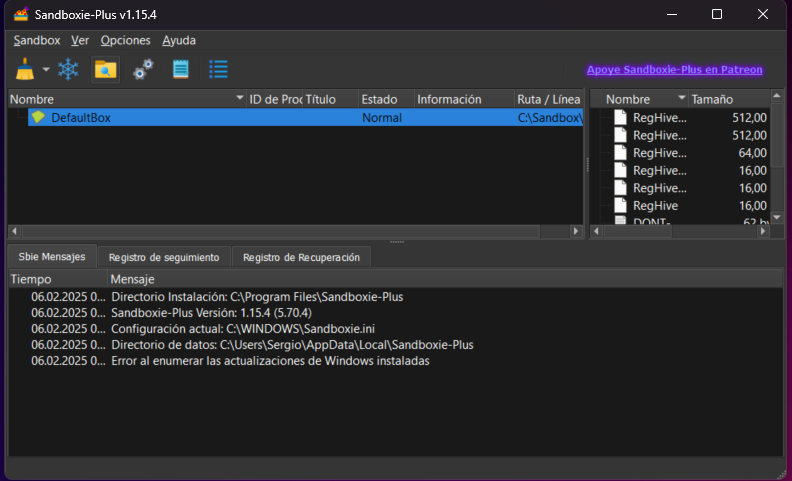 Sandboxie-Plus v1.15.4
Sandbox Ver Opciones Ayuda
Apoye Sandboxie-Plus en Patreon
Nombre ID de Proc Título Estado Información Ruta / Línea
DefaultBox Normal C:\Sandbox\
Nombre Tamaño
RegHive... 512,00
RegHive... 512,00
RegHive... 64,00
RegHive... 16,00
RegHive... 16,00
RegHive 16,00
DONT- 62 by
Sbie Mensajes Registro de seguimiento Registro de Recuperación
Tiempo Mensaje
06.02.2025 0... Directorio Instalación: C:\Program Files\Sandboxie-Plus
06.02.2025 0... Sandboxie-Plus Versión: 1.15.4 (5.70.4)
06.02.2025 0... Configuración actual: C:\WINDOWS\Sandboxie.ini
06.02.2025 0... Directorio de datos: C:\Users\Sergio\AppData\Local\Sandboxie-Plus
06.02.2025 0... Error al enumerar las actualizaciones de Windows instaladas